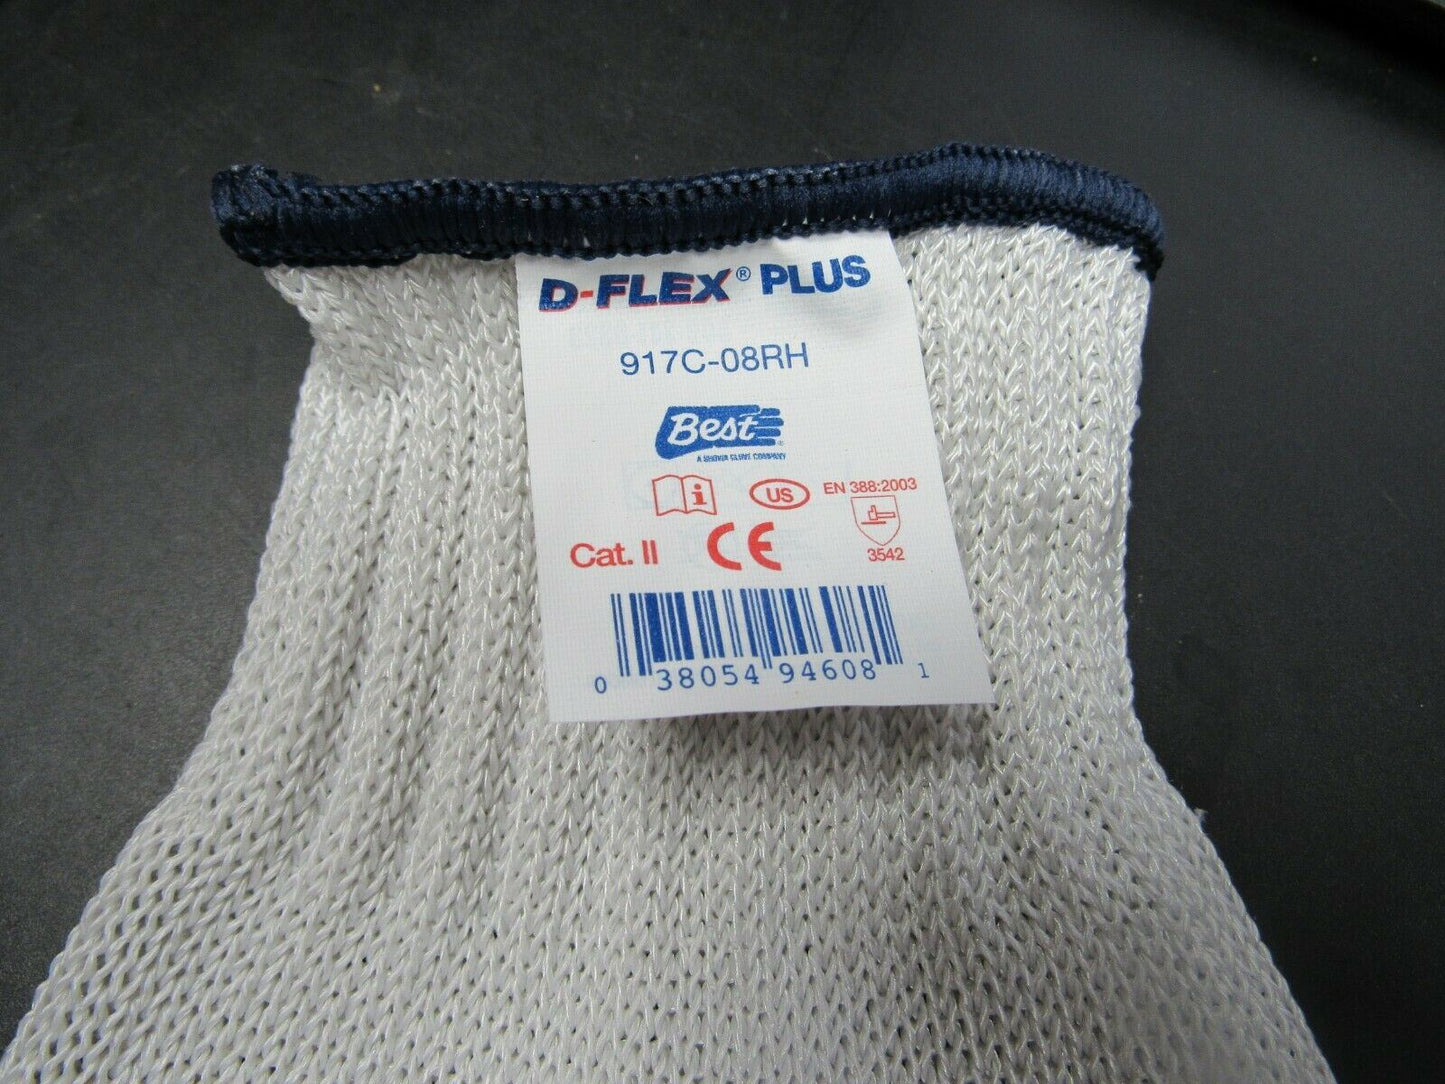 D-FLEX® PLUS
917C-08RH
Best®
A SHOWA GLOVE COMPANY
i US EN 388:2003
Cat. II CE 3542
0 38054 94608 1